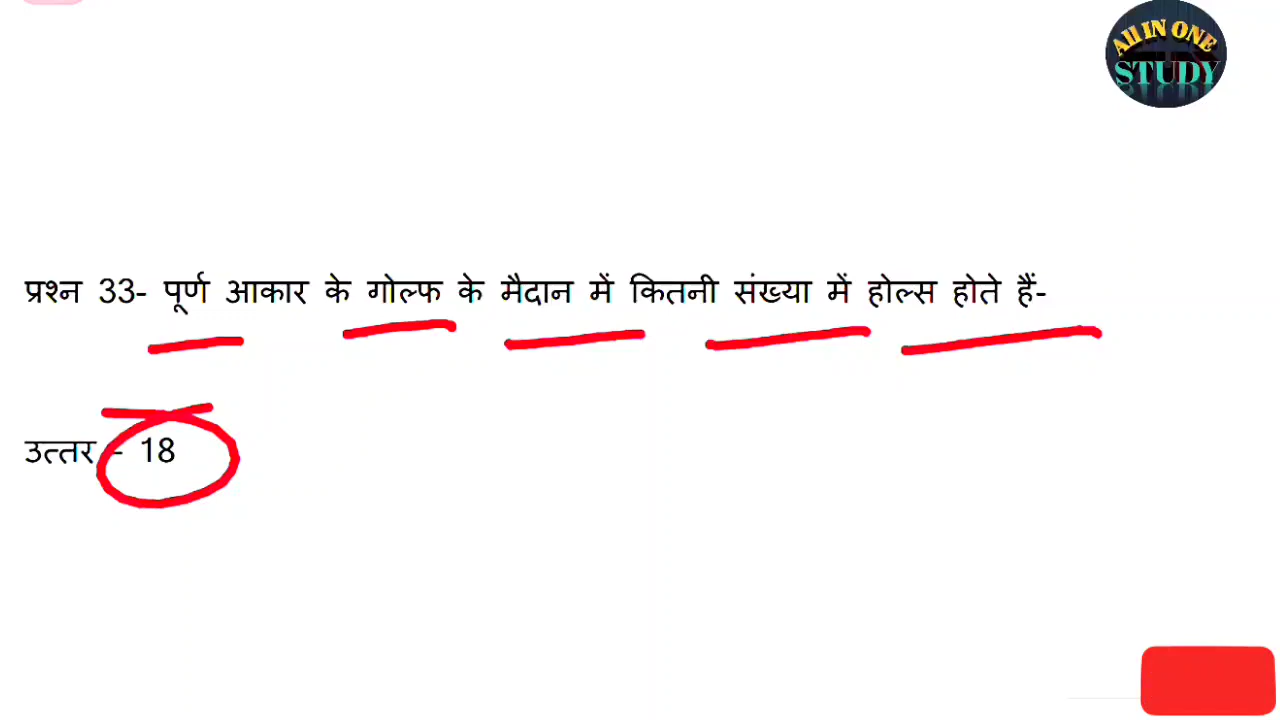 All IN ONE
STUDY
प्रश्न 33- पूर्ण आकार के गोल्फ के मैदान में कितनी संख्या में होल्स होते हैं-
उत्तर - 18